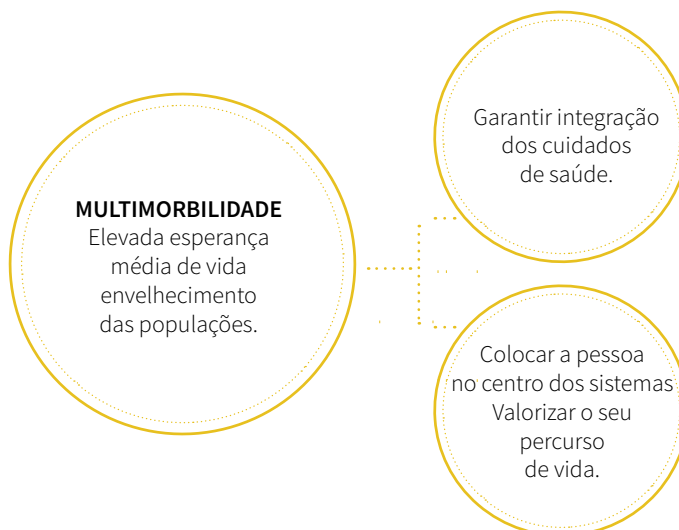 MULTIMORBILIDADE
Elevada esperança
média de vida
envelhecimento
das populações.
Garantir integração
dos cuidados
de saúde.
Colocar a pessoa
no centro dos sistemas
Valorizar o seu
percurso
de vida.